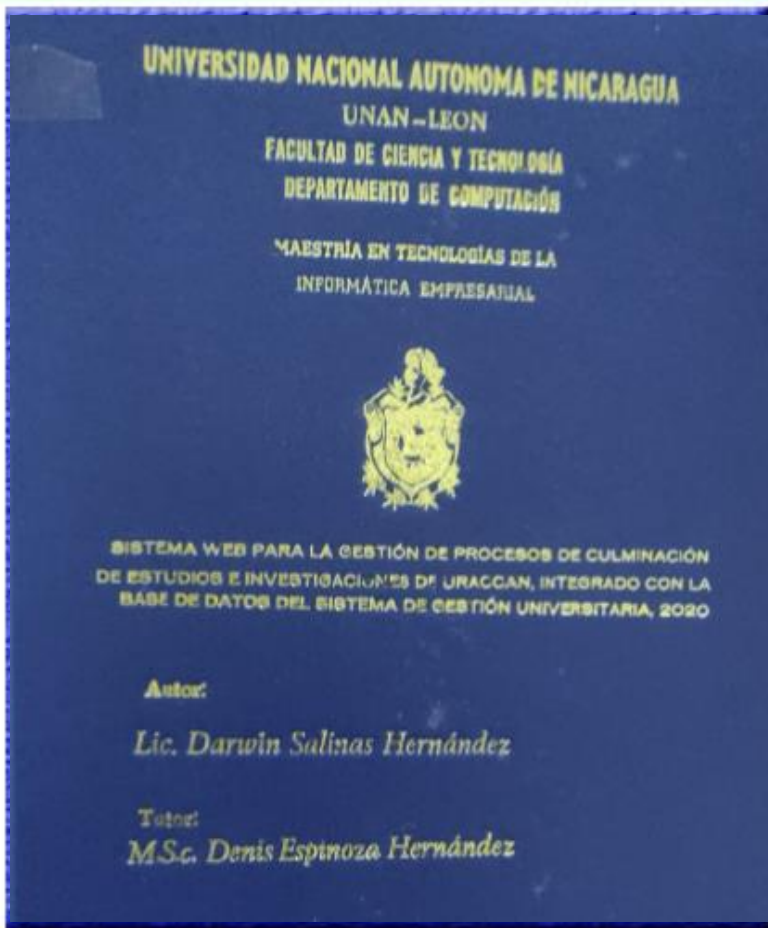 UNIVERSIDAD NACIONAL AUTONOMA DE NICARAGUA
UNAN-LEON
FACULTAD DE CIENCIA Y TECNOLOGÍA
DEPARTAMENTO DE COMPUTACIÓN
MAESTRÍA EN TECNOLOGÍAS DE LA
INFORMÁTICA EMPRESARIAL
SISTEMA WEB PARA LA GESTIÓN DE PROCESOS DE CULMINACIÓN
DE ESTUDIOS E INVESTIGACIONES DE URACCAN, INTEGRADO CON LA
BASE DE DATOS DEL SISTEMA DE GESTIÓN UNIVERSITARIA, 2020
Autor:
Lic. Darwin Salinas Hernández
Tutor:
MSc. Denis Espinoza Hernández